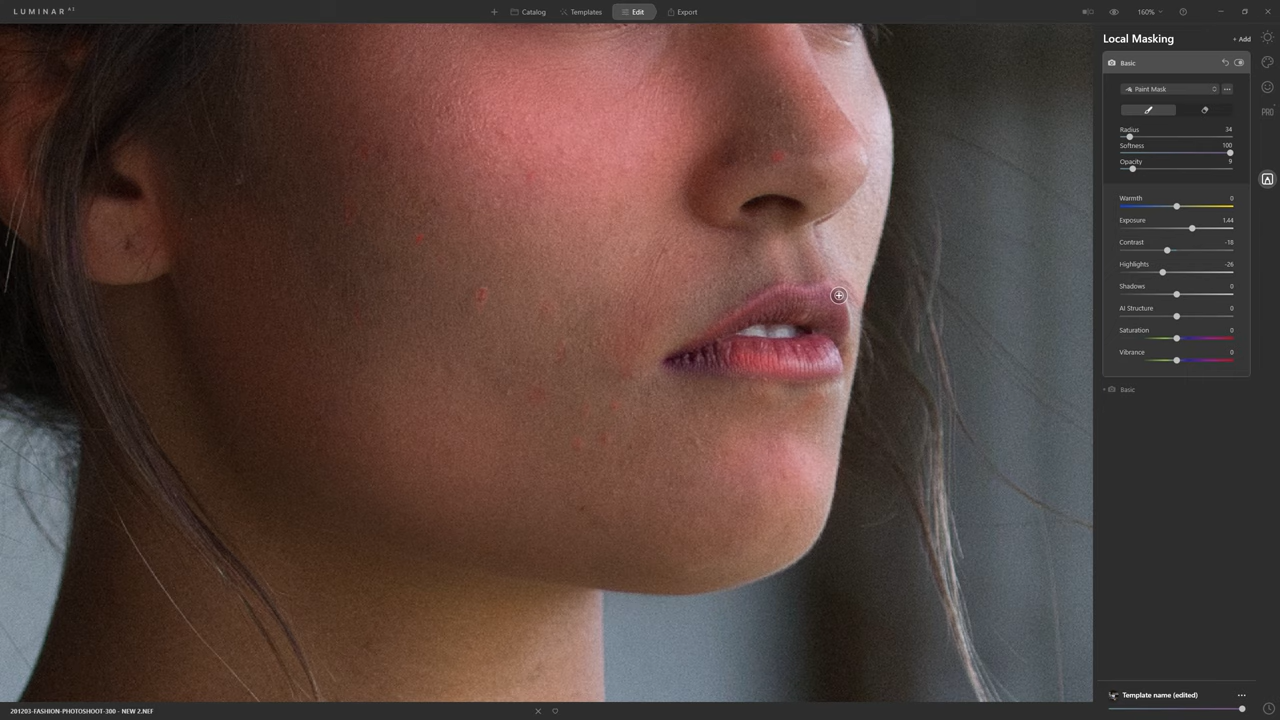 LUMINAR AI
Catalog
Templates
Edit
Export
160%
Local Masking
+ Add
Basic
Paint Mask
Radius 34
Softness 100
Opacity 9
Warmth 0
Exposure 1.44
Contrast -18
Highlights -26
Shadows 0
AI Structure 0
Saturation 0
Vibrance 0
Basic
PRO
Template name (edited)
201203-FASHION-PHOTOSHOOT-300 - NEW 2.NEF